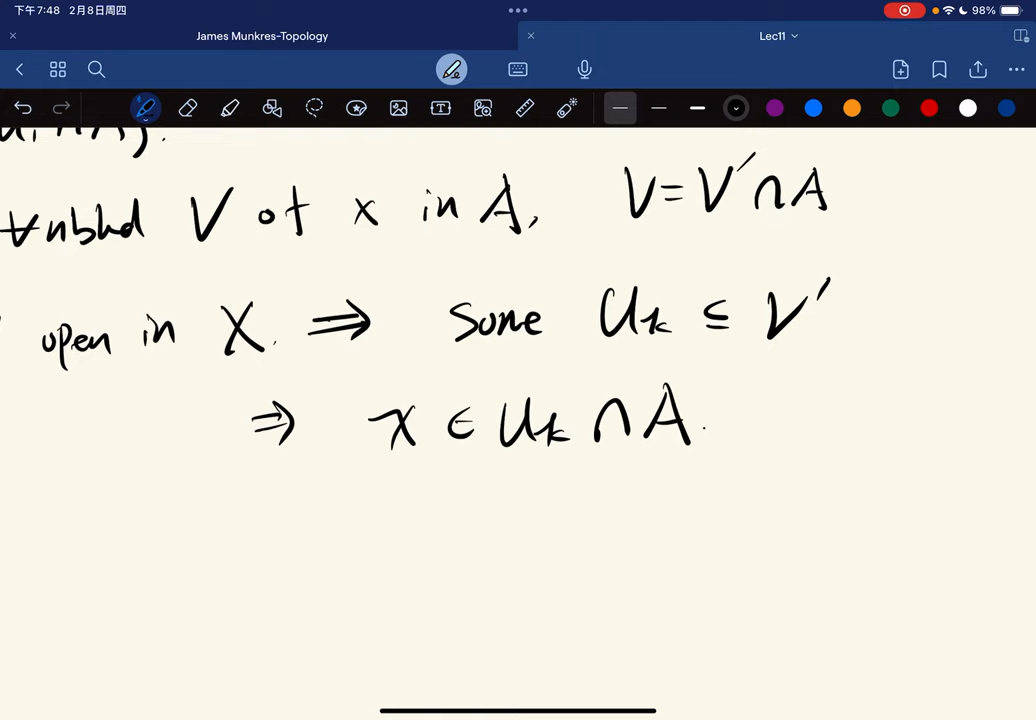 下午7:48 2月8日周四
98%
James Munkres-Topology
Lec11
∀nbhd V of x in A, V = V′ ∩ A
open in X. ⇒ some Uk ⊆ V′
⇒ x ∈ Uk ∩ A.